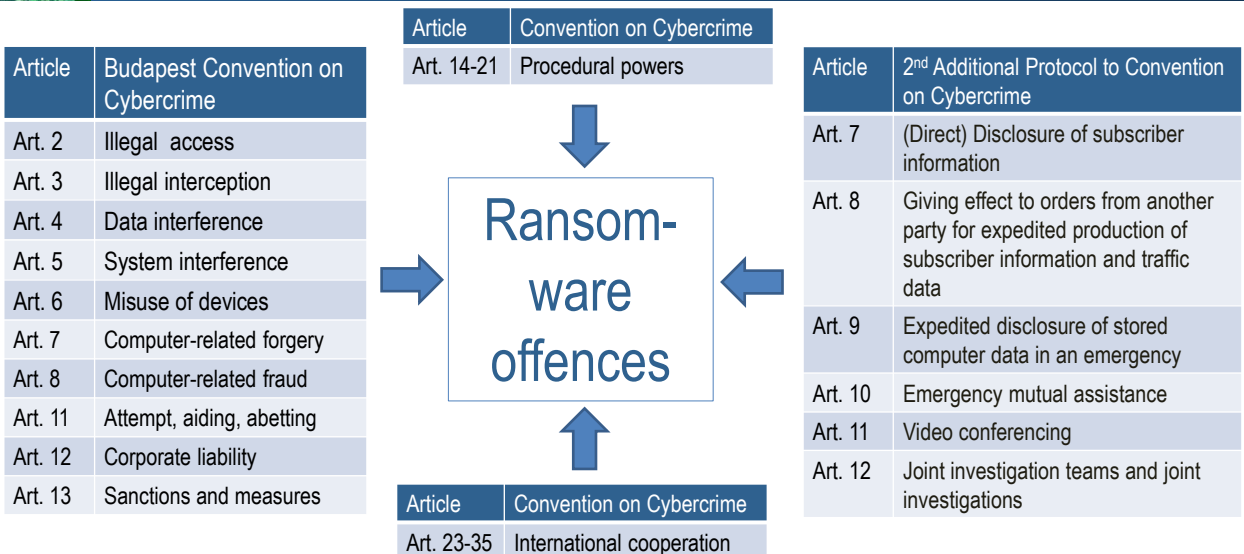 Article Convention on Cybercrime
Art. 14-21 Procedural powers
Article Budapest Convention on
Cybercrime
Art. 2 Illegal access
Art. 3 Illegal interception
Art. 4 Data interference
Art. 5 System interference
Art. 6 Misuse of devices
Art. 7 Computer-related forgery
Art. 8 Computer-related fraud
Art. 11 Attempt, aiding, abetting
Art. 12 Corporate liability
Art. 13 Sanctions and measures
Ransom-
ware
offences
Article 2nd Additional Protocol to Convention
on Cybercrime
Art. 7 (Direct) Disclosure of subscriber
information
Art. 8 Giving effect to orders from another
party for expedited production of
subscriber information and traffic
data
Art. 9 Expedited disclosure of stored
computer data in an emergency
Art. 10 Emergency mutual assistance
Art. 11 Video conferencing
Art. 12 Joint investigation teams and joint
investigations
Article Convention on Cybercrime
Art. 23-35 International cooperation